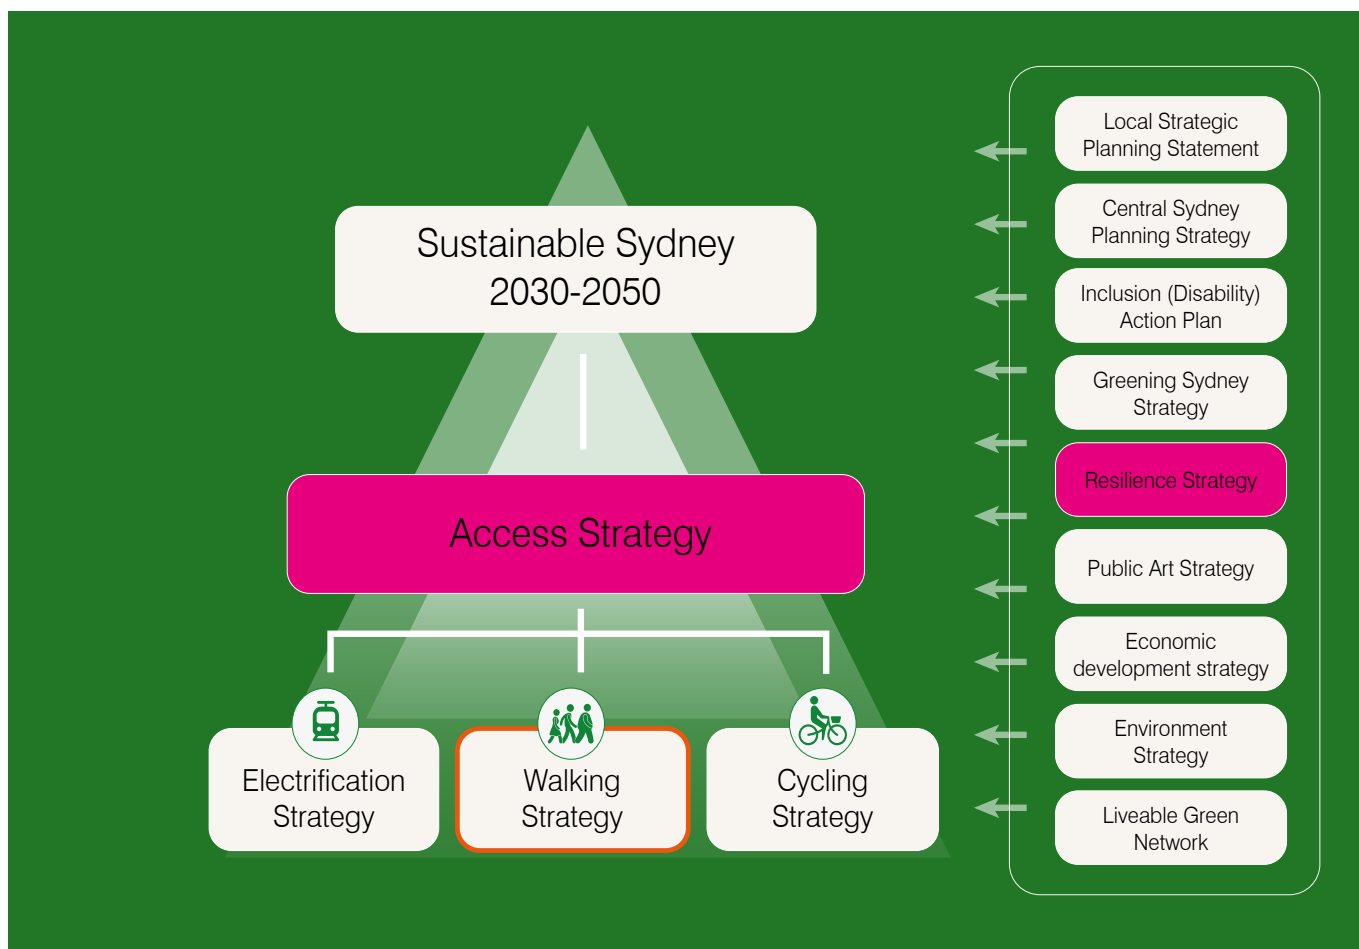 Sustainable Sydney
2030-2050
Access Strategy
Electrification
Strategy
Walking
Strategy
Cycling
Strategy
Local Strategic
Planning Statement
Central Sydney
Planning Strategy
Inclusion (Disability)
Action Plan
Greening Sydney
Strategy
Resilience Strategy
Public Art Strategy
Economic
development strategy
Environment
Strategy
Liveable Green
Network